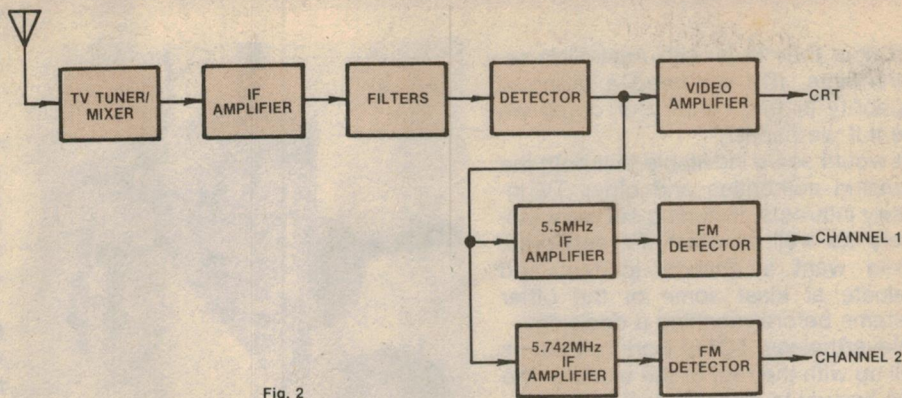 TV TUNER/
MIXER
IF
AMPLIFIER
FILTERS
DETECTOR
VIDEO
AMPLIFIER
CRT
5.5MHz
IF
AMPLIFIER
FM
DETECTOR
CHANNEL 1
5.742MHz
IF
AMPLIFIER
FM
DETECTOR
CHANNEL 2
Fig. 2